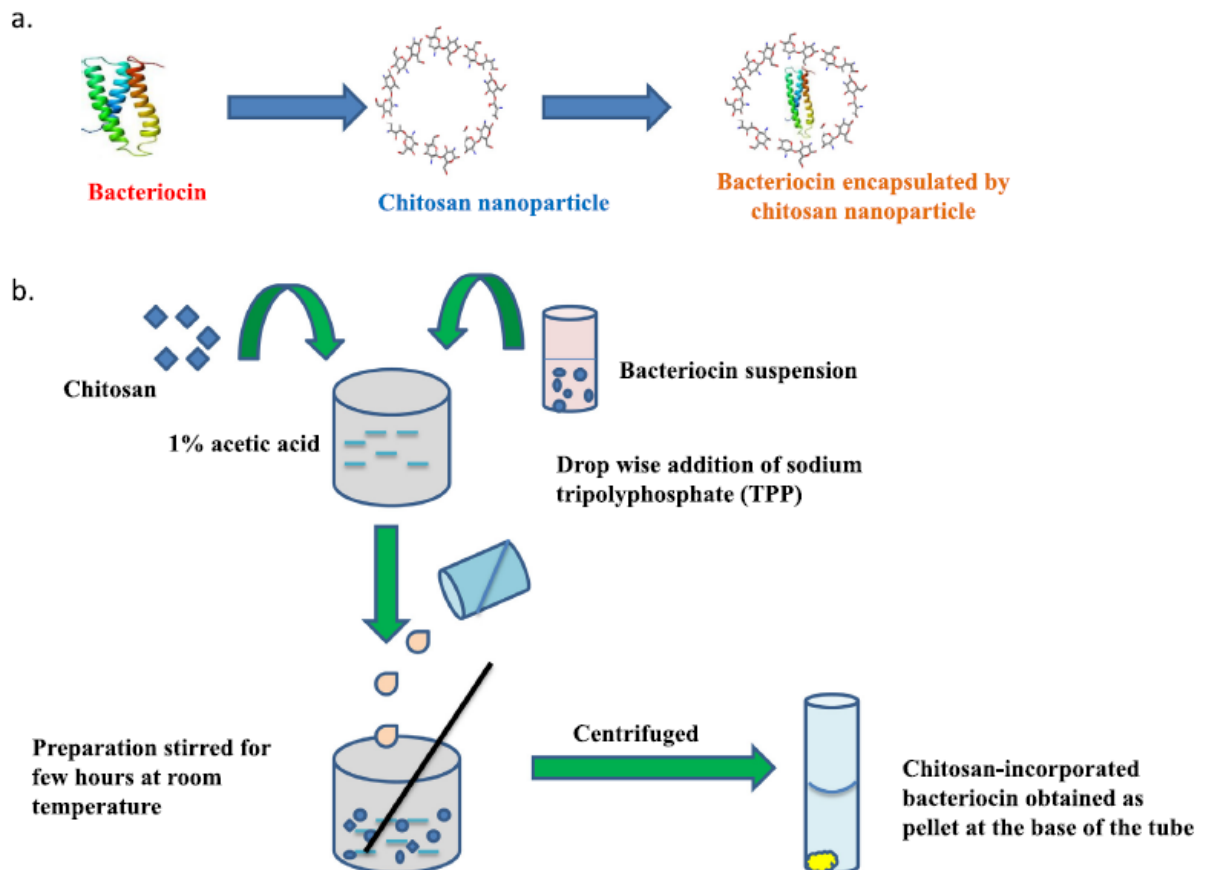 a.
Bacteriocin
Chitosan nanoparticle
Bacteriocin encapsulated by
chitosan nanoparticle
b.
Chitosan
Bacteriocin suspension
1% acetic acid
Drop wise addition of sodium
tripolyphosphate (TPP)
Preparation stirred for
few hours at room
temperature
Centrifuged
Chitosan-incorporated
bacteriocin obtained as
pellet at the base of the tube